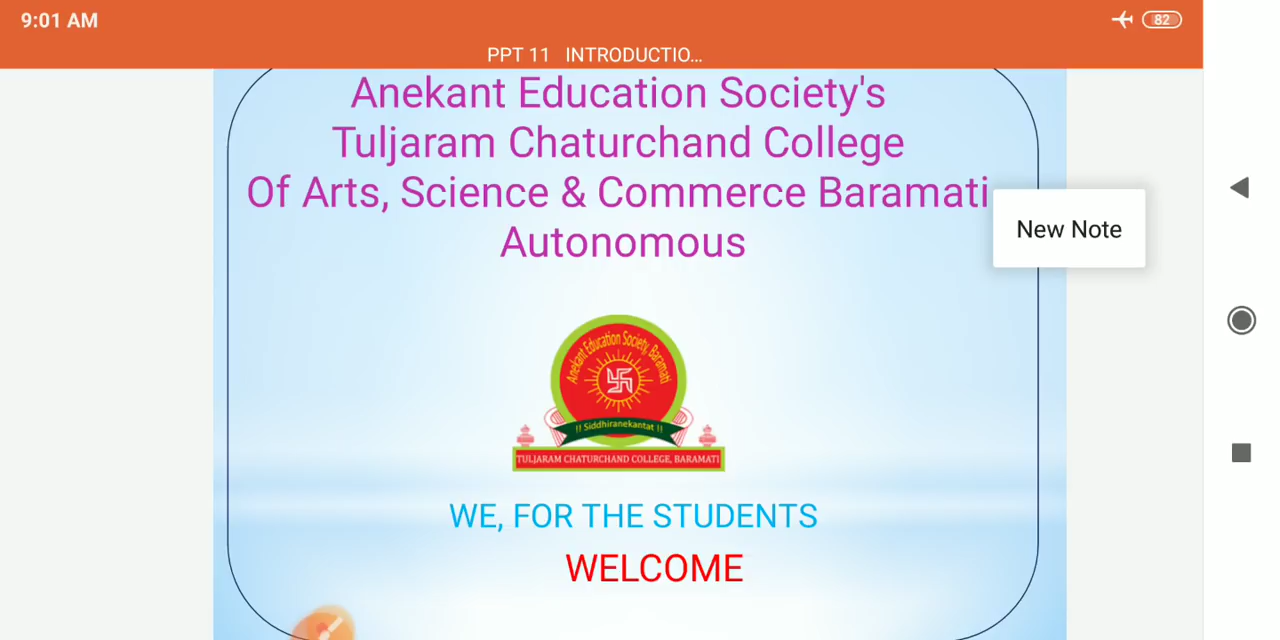 9:01 AM
82
PPT 11 INTRODUCTIO...
Anekant Education Society's
Tuljaram Chaturchand College
Of Arts, Science & Commerce Baramati
Autonomous
New Note
Anekant Education Society, Baramati
!! Siddhiranekantat !!
TULJARAM CHATURCHAND COLLEGE, BARAMATI
WE, FOR THE STUDENTS
WELCOME